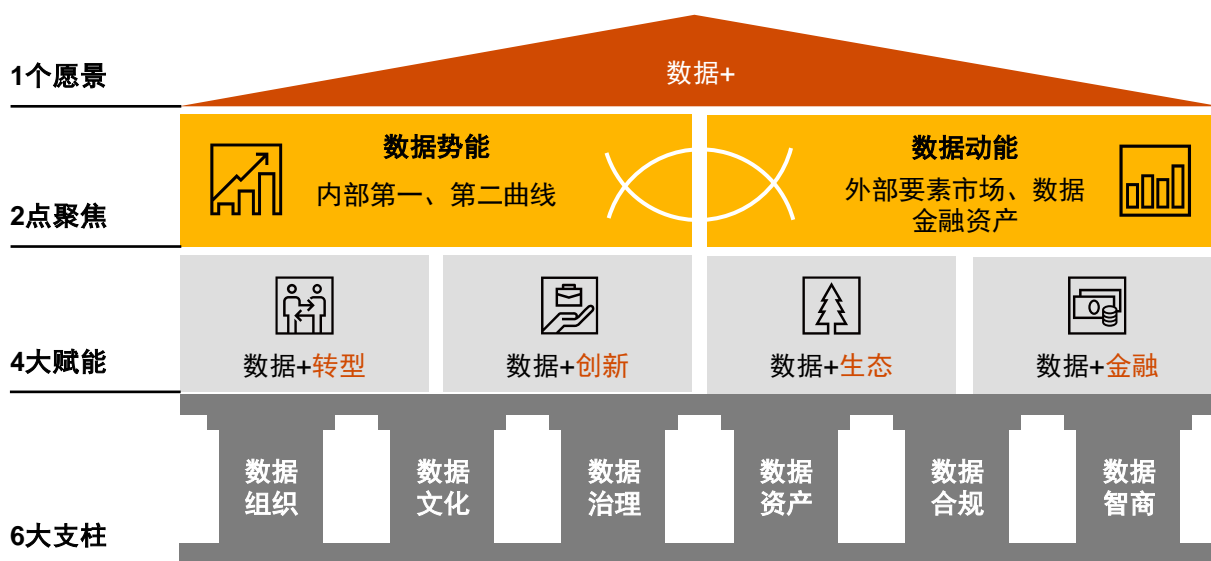 1个愿景
数据+
2点聚焦
数据势能
内部第一、第二曲线
数据动能
外部要素市场、数据
金融资产
4大赋能
数据+转型
数据+创新
数据+生态
数据+金融
6大支柱
数据
组织
数据
文化
数据
治理
数据
资产
数据
合规
数据
智商